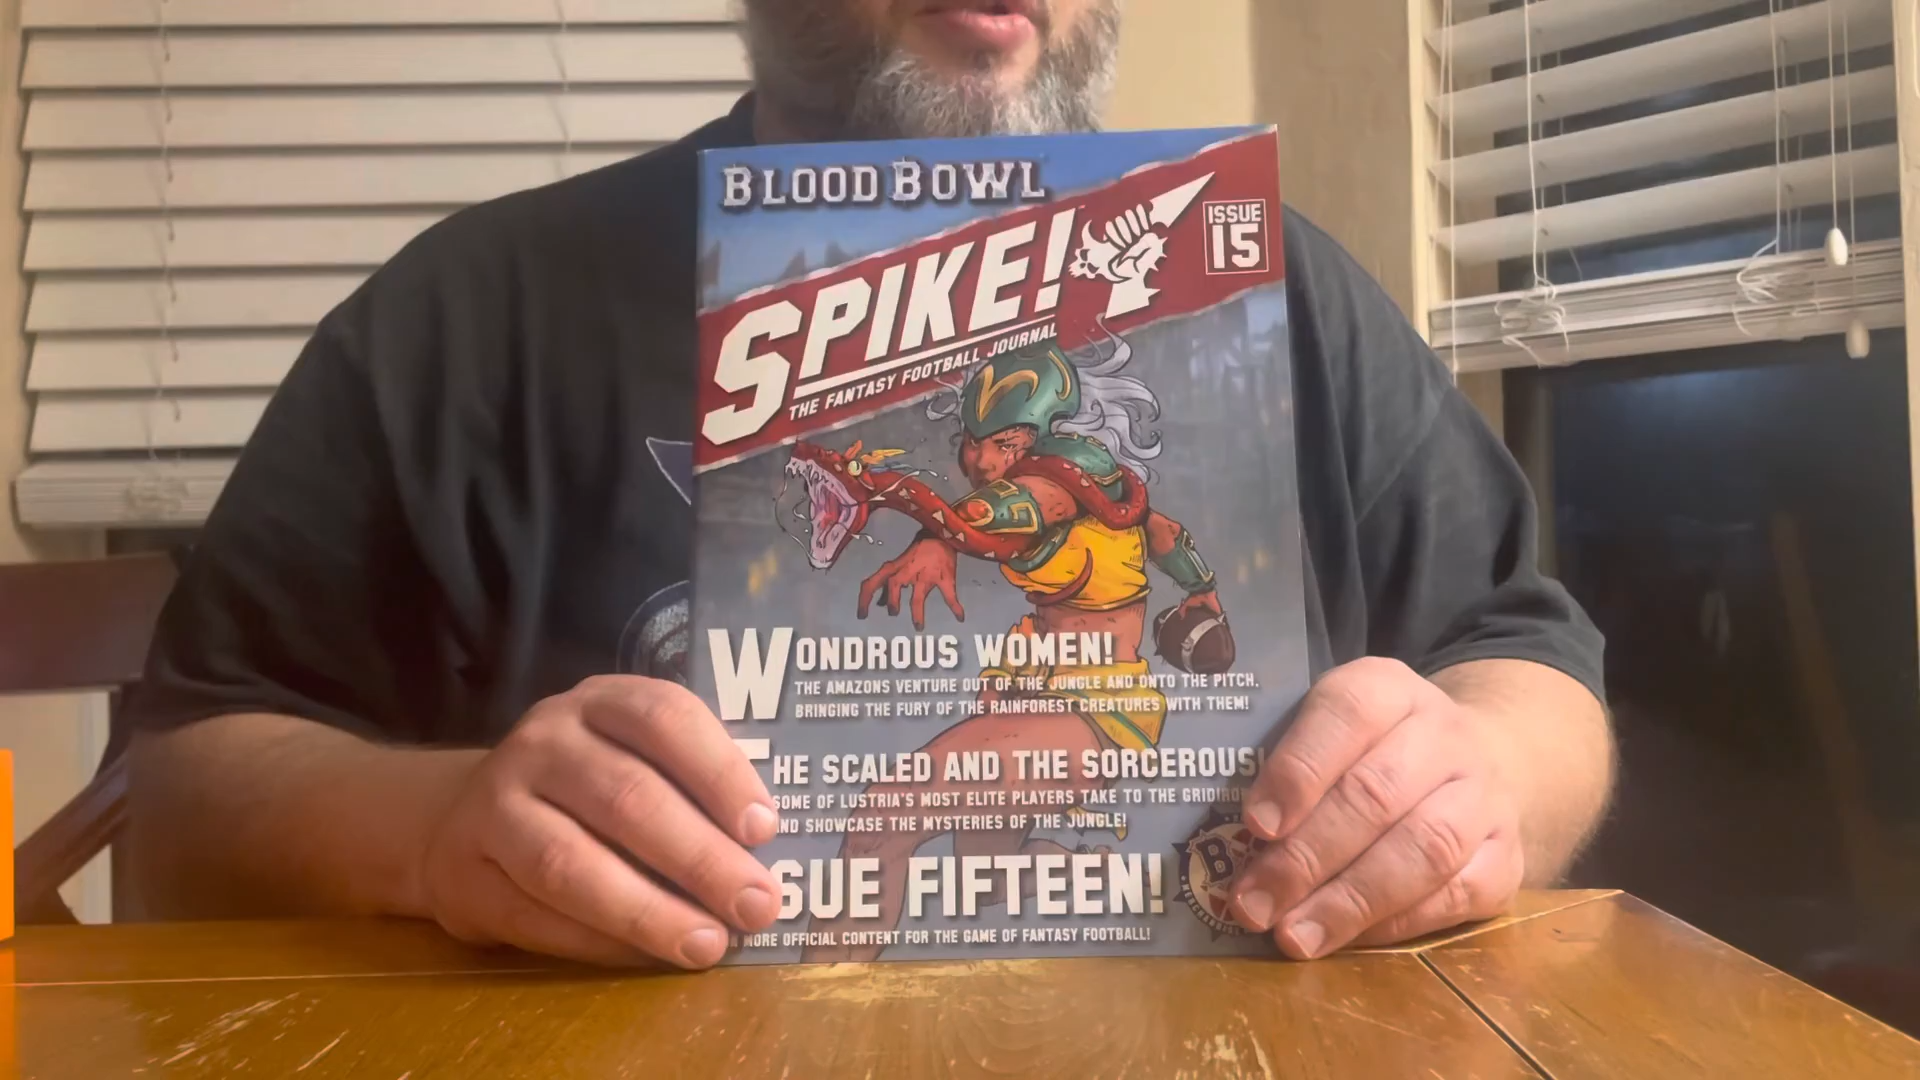 BLOOD BOWL
SPIKE!
ISSUE
15
THE FANTASY FOOTBALL JOURNAL
WONDROUS WOMEN!
THE AMAZONS VENTURE OUT OF THE JUNGLE AND ONTO THE PITCH,
BRINGING THE FURY OF THE RAINFOREST CREATURES WITH THEM!
THE SCALED AND THE SORCEROUS!
SOME OF LUSTRIA'S MOST ELITE PLAYERS TAKE TO THE GRIDIRON
AND SHOWCASE THE MYSTERIES OF THE JUNGLE!
SUE FIFTEEN!
MORE OFFICIAL CONTENT FOR THE GAME OF FANTASY FOOTBALL!
B